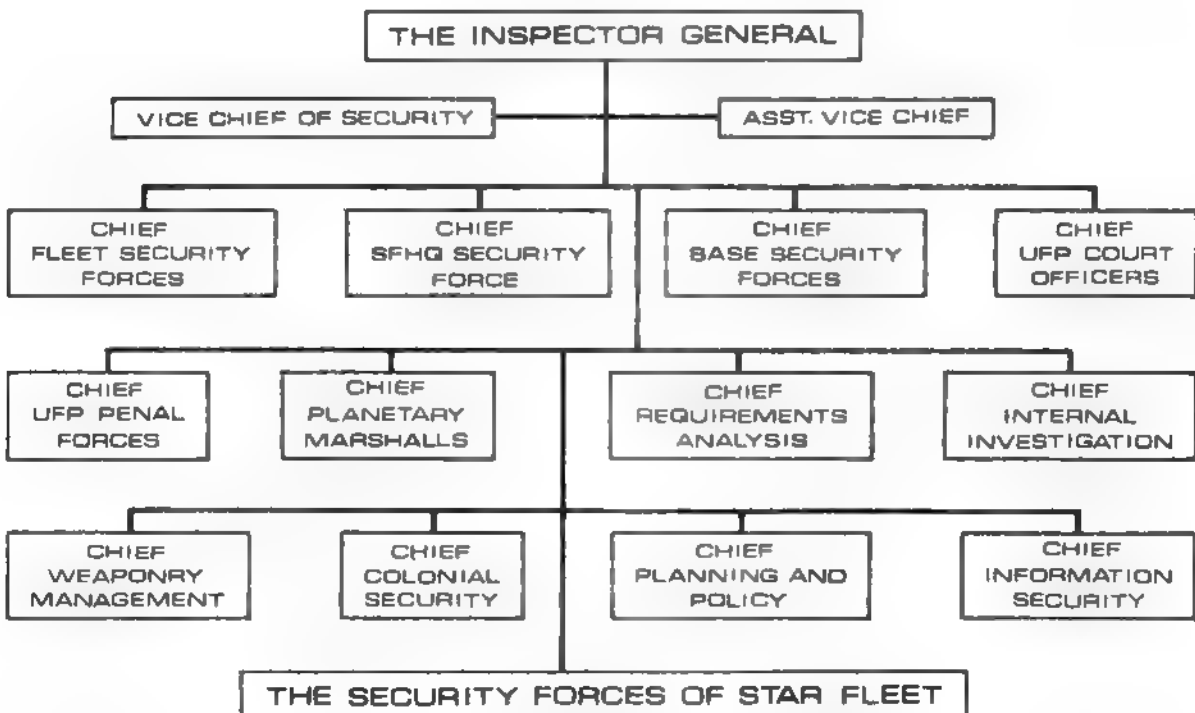 THE INSPECTOR GENERAL
VICE CHIEF OF SECURITY
ASST. VICE CHIEF
CHIEF
FLEET SECURITY
FORCES
CHIEF
SFHQ SECURITY
FORCE
CHIEF
BASE SECURITY
FORCES
CHIEF
UFP COURT
OFFICERS
CHIEF
UFP PENAL
FORCES
CHIEF
PLANETARY
MARSHALLS
CHIEF
REQUIREMENTS
ANALYSIS
CHIEF
INTERNAL
INVESTIGATION
CHIEF
WEAPONRY
MANAGEMENT
CHIEF
COLONIAL
SECURITY
CHIEF
PLANNING AND
POLICY
CHIEF
INFORMATION
SECURITY
THE SECURITY FORCES OF STAR FLEET